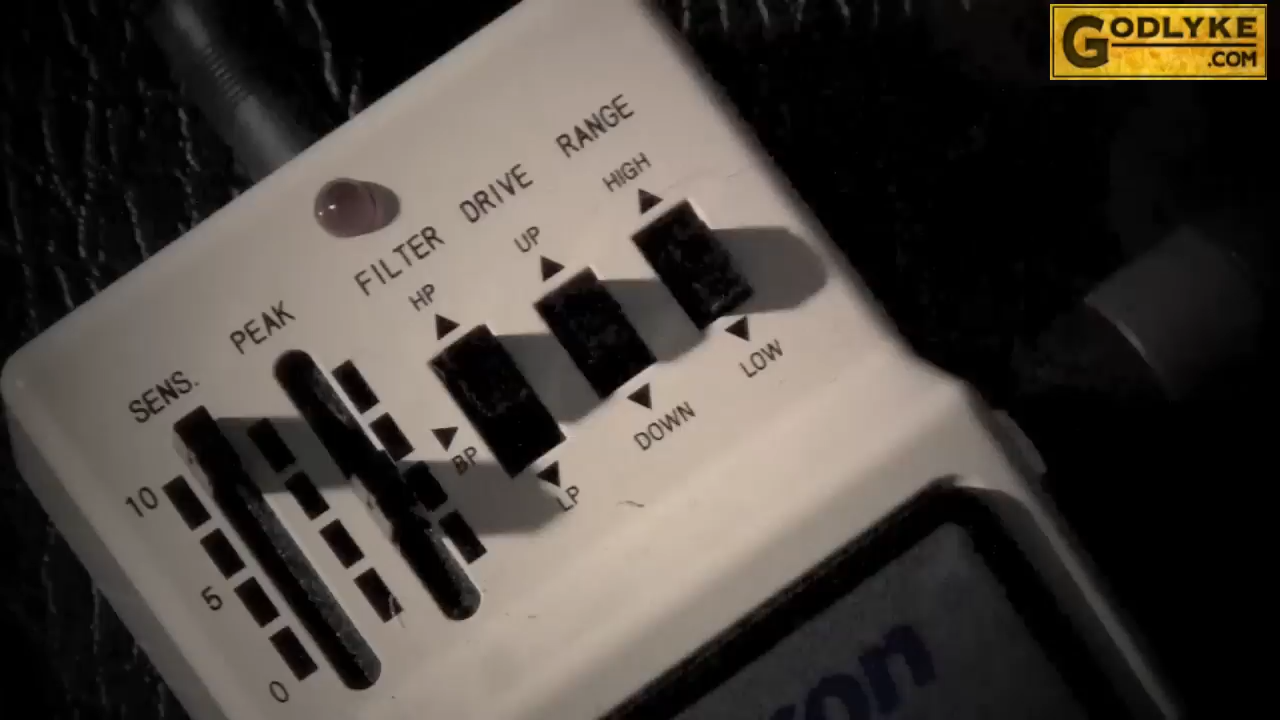 GODLYKE
.COM
SENS. PEAK FILTER DRIVE RANGE
HP UP HIGH
BP
LP DOWN LOW
10
5
0